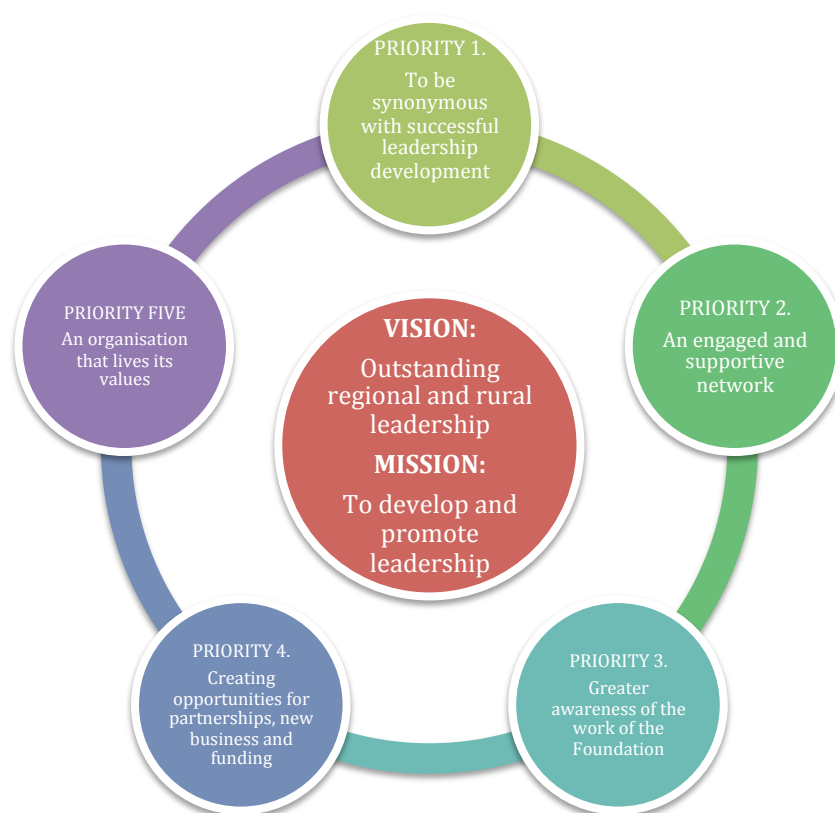 PRIORITY 1.
To be
synonymous
with successful
leadership
development
PRIORITY 2.
An engaged and
supportive
network
PRIORITY 3.
Greater
awareness of the
work of the
Foundation
PRIORITY 4.
Creating
opportunities for
partnerships, new
business and
funding
PRIORITY FIVE
An organisation
that lives its
values
VISION:
Outstanding
regional and rural
leadership
MISSION:
To develop and
promote
leadership